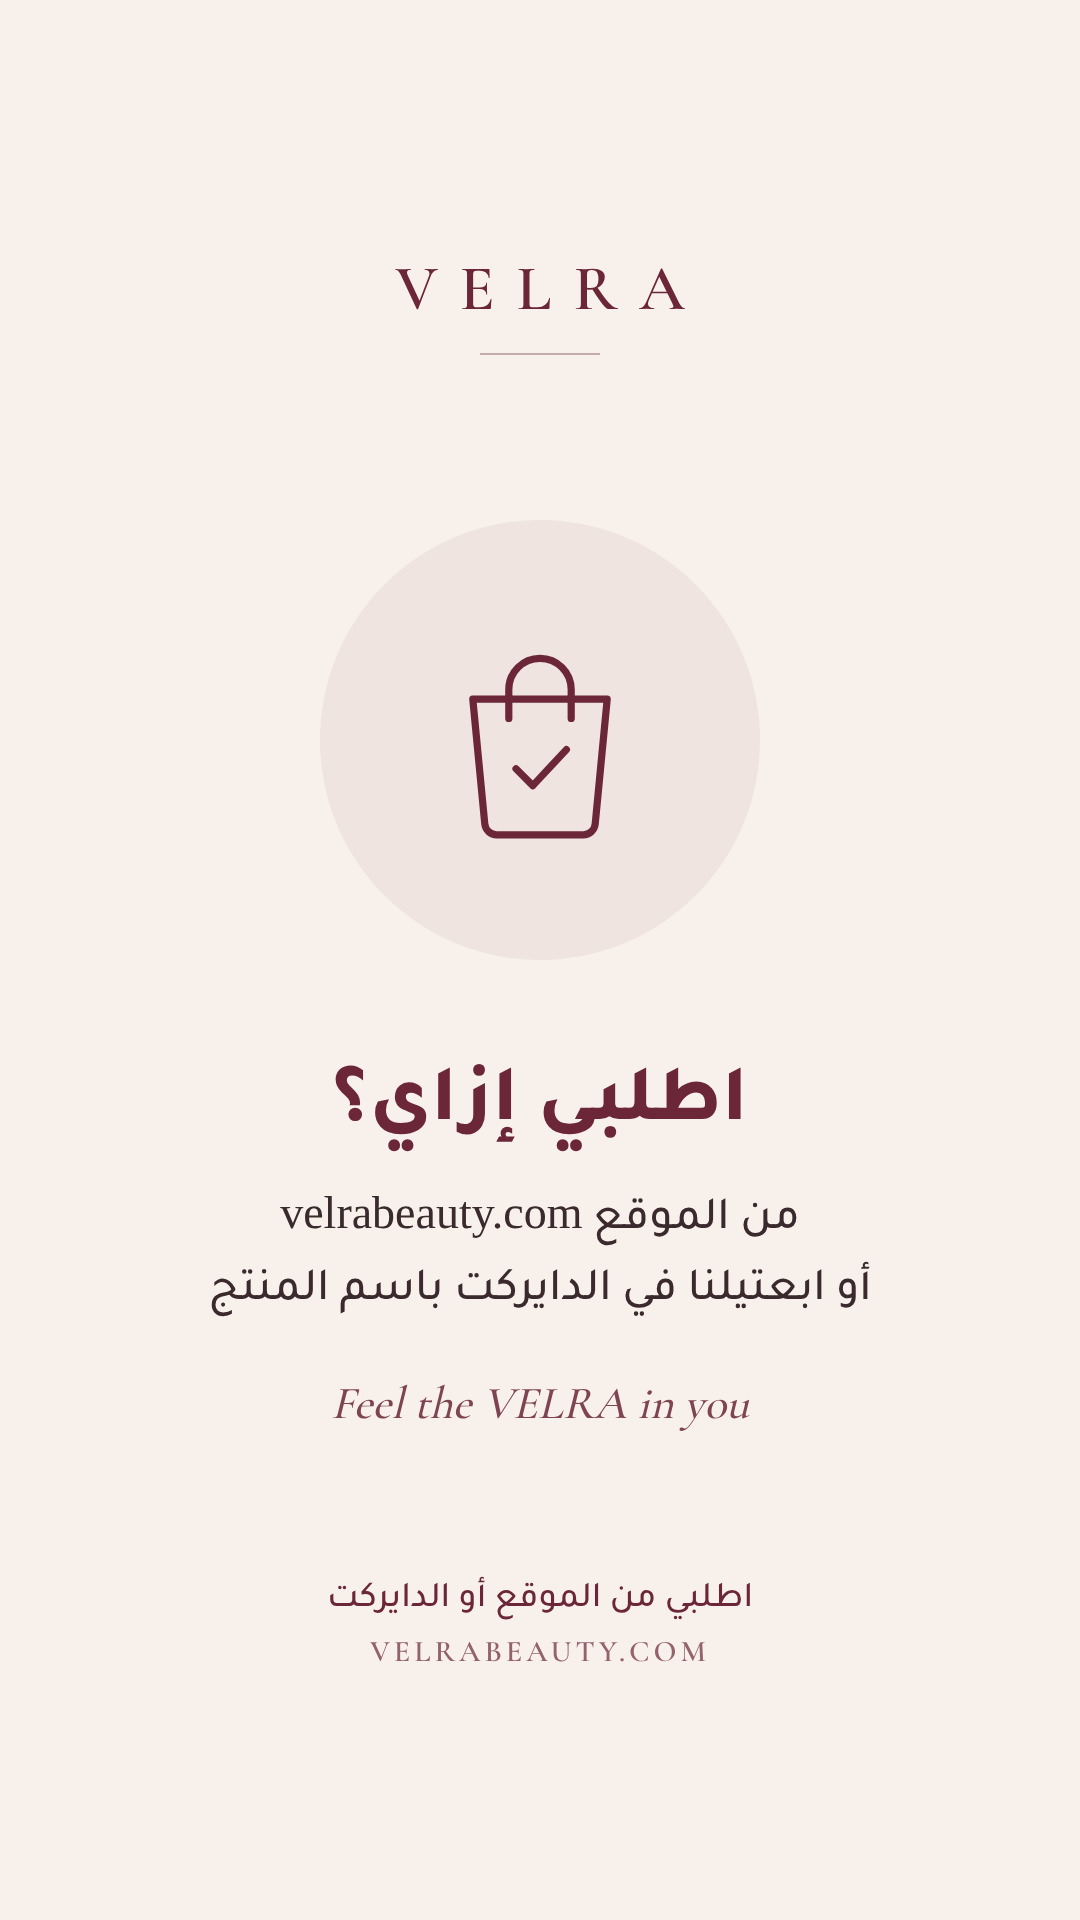 VELRA
اطلبي إزاي؟
من الموقع velrabeauty.com
أو ابعتيلنا في الدايركت باسم المنتج
Feel the VELRA in you
اطلبي من الموقع أو الدايركت
VELRABEAUTY.COM